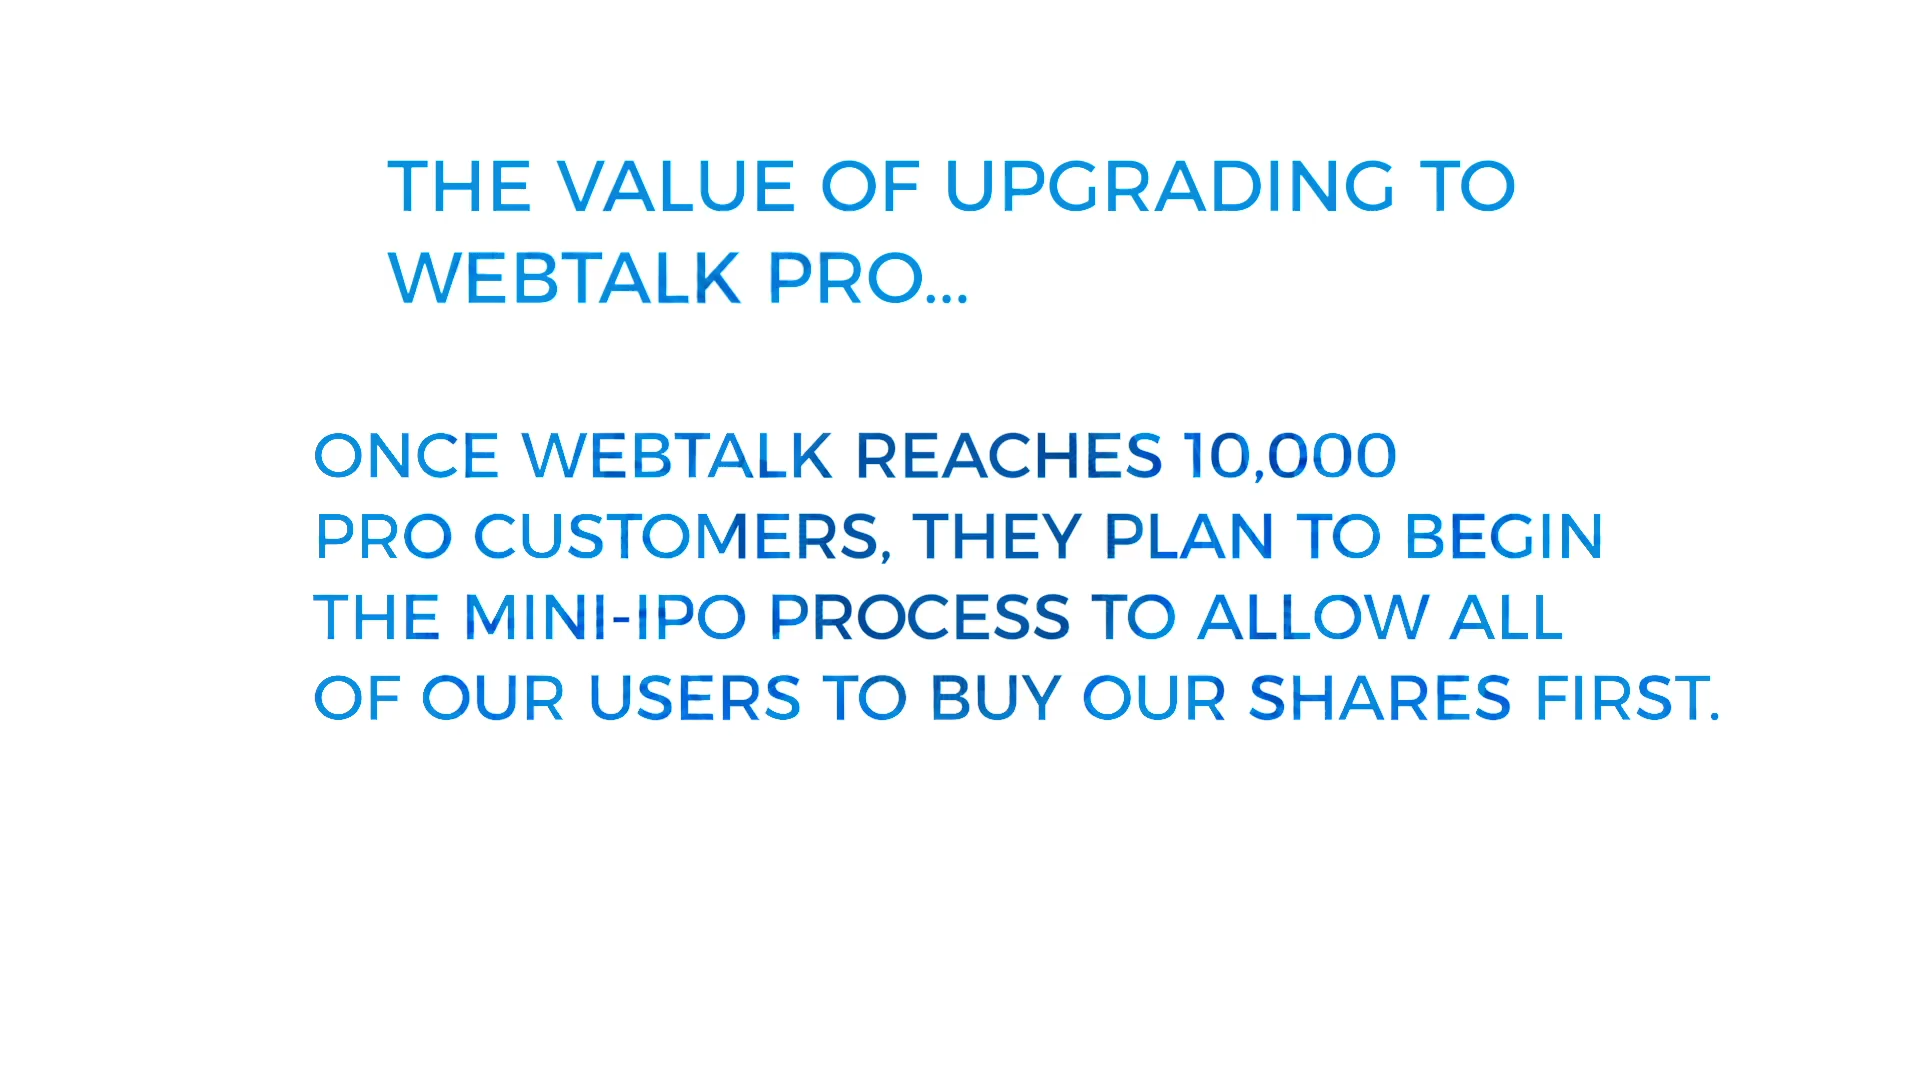 THE VALUE OF UPGRADING TO
WEBTALK PRO...
ONCE WEBTALK REACHES 10,000
PRO CUSTOMERS, THEY PLAN TO BEGIN
THE MINI-IPO PROCESS TO ALLOW ALL
OF OUR USERS TO BUY OUR SHARES FIRST.